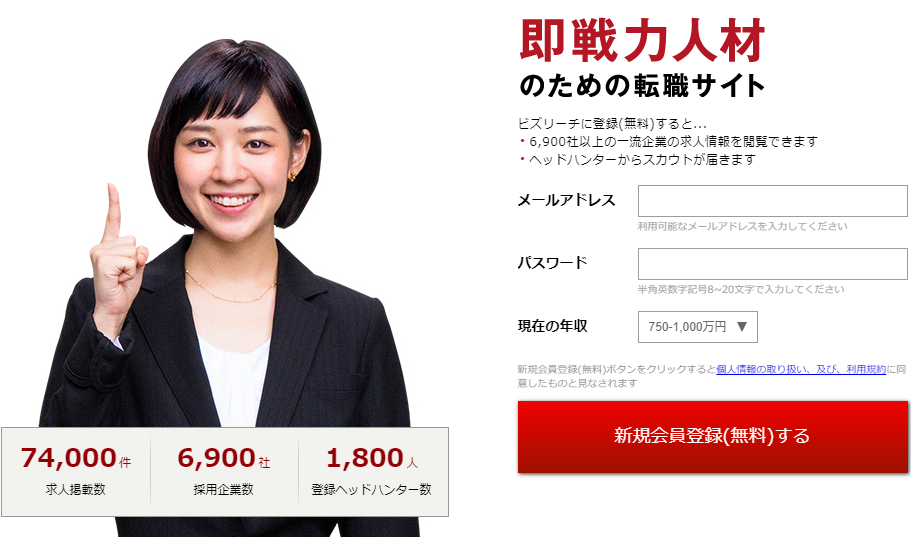 即戦力人材
のための転職サイト
ビズリーチに登録(無料)すると…
・6,900社以上の一流企業の求人情報を閲覧できます
・ヘッドハンターからスカウトが届きます
メールアドレス
利用可能なメールアドレスを入力してください
パスワード
半角英数字記号8~20文字で入力してください
現在の年収
750-1,000万円 ▼
新規会員登録(無料)ボタンをクリックすると個人情報の取り扱い、及び、利用規約に同
意したものと見なされます
新規会員登録(無料)する
74,000件 6,900社 1,800人
求人掲載数 採用企業数 登録ヘッドハンター数